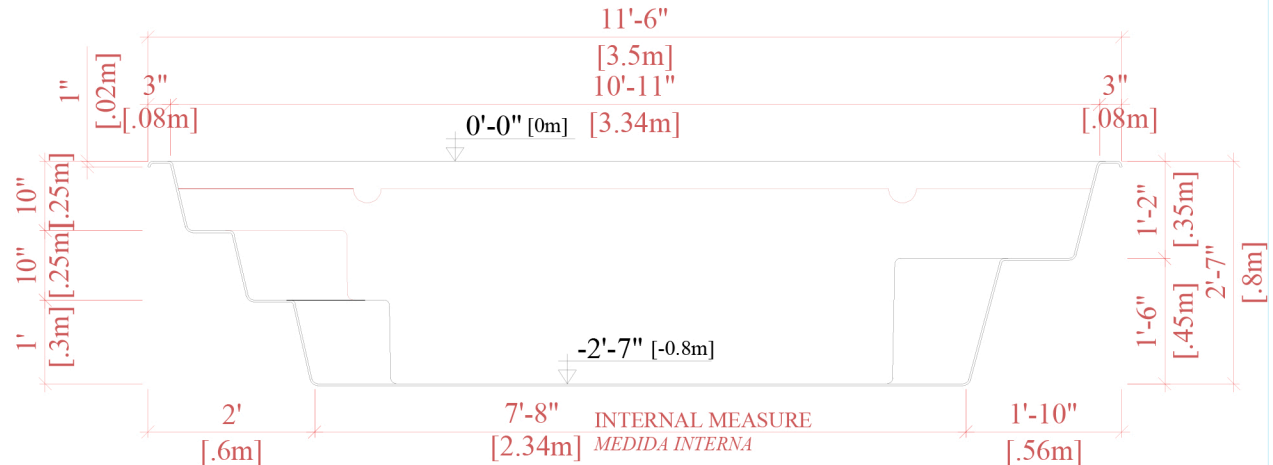 11'-6"
[3.5m]
1"
[.02m]
3"
[.08m]
10'-11"
[3.34m]
3"
[.08m]
0'-0" [0m]
10"
[.25m]
10"
[.25m]
1'
[.3m]
1'-2"
[.35m]
1'-6"
[.45m]
2'-7"
[.8m]
-2'-7" [-0.8m]
2'
[.6m]
7'-8"
[2.34m]
INTERNAL MEASURE
MEDIDA INTERNA
1'-10"
[.56m]